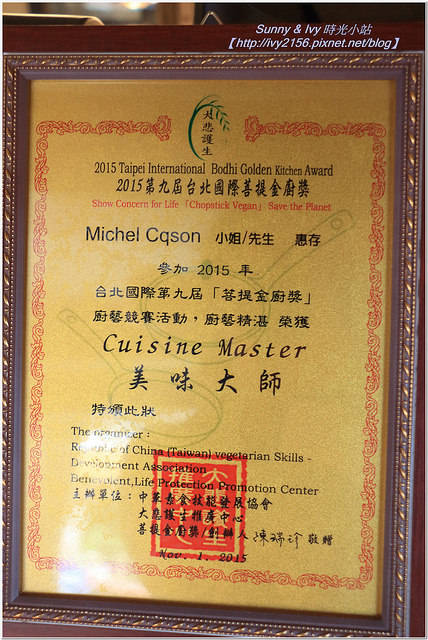 Sunny & Ivy 時光小站
【http://ivy2156.pixnet.net/blog】
大悲護生
2015 Taipei International Bodhi Golden Kitchen Award
2015第九屆台北國際菩提金廚獎
Show Concern for Life「Chopstick Vegan」Save the Planet
Michel Cqson 小姐/先生 惠存
參加 2015 年
台北國際第九屆「菩提金廚獎」
廚藝競賽活動，廚藝精湛 榮獲
Cuisine Master
美味大師
特頒此狀
The organizer：
Republic of China (Taiwan) vegetarian Skills -
Development Association
Benevolent,Life Protection Promotion Center
主辦單位：中華素食技能發展協會
大悲護生推廣中心
菩提金廚獎 創辦人 陳瑞珍 敬贈
Nov. 1. 2015